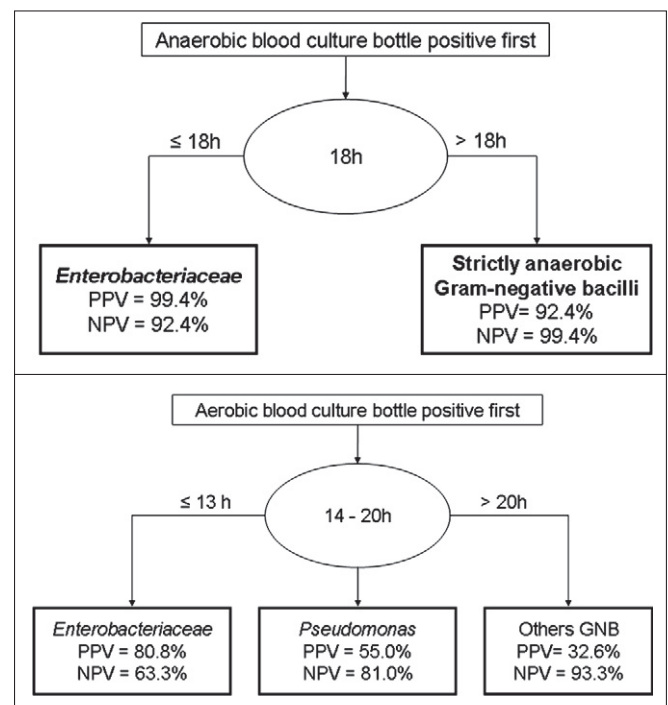 Anaerobic blood culture bottle positive first
≤ 18h
18h
> 18h
Enterobacteriaceae
PPV = 99.4%
NPV = 92.4%
Strictly anaerobic
Gram-negative bacilli
PPV= 92.4%
NPV = 99.4%
Aerobic blood culture bottle positive first
≤ 13 h
14 - 20h
> 20h
Enterobacteriaceae
PPV = 80.8%
NPV = 63.3%
Pseudomonas
PPV = 55.0%
NPV = 81.0%
Others GNB
PPV= 32.6%
NPV = 93.3%